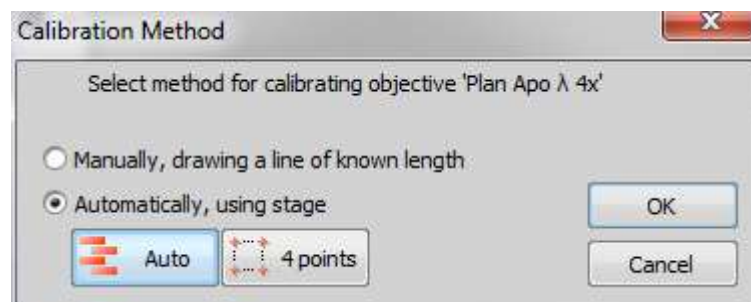 Calibration Method
Select method for calibrating objective 'Plan Apo λ 4x'
Manually, drawing a line of known length
Automatically, using stage
OK
Auto
4 points
Cancel